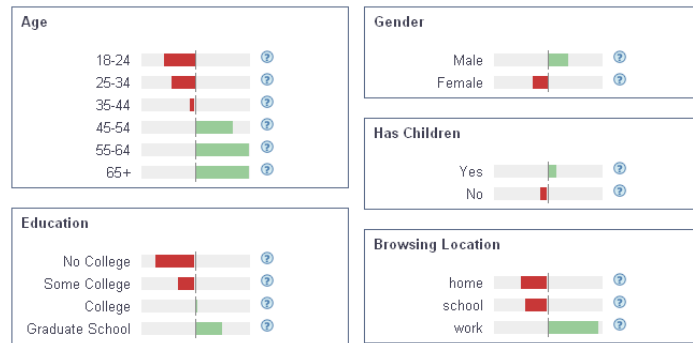 Age
18-24 ?
25-34 ?
35-44 ?
45-54 ?
55-64 ?
65+ ?
Education
No College ?
Some College ?
College ?
Graduate School ?
Gender
Male ?
Female ?
Has Children
Yes ?
No ?
Browsing Location
home ?
school ?
work ?